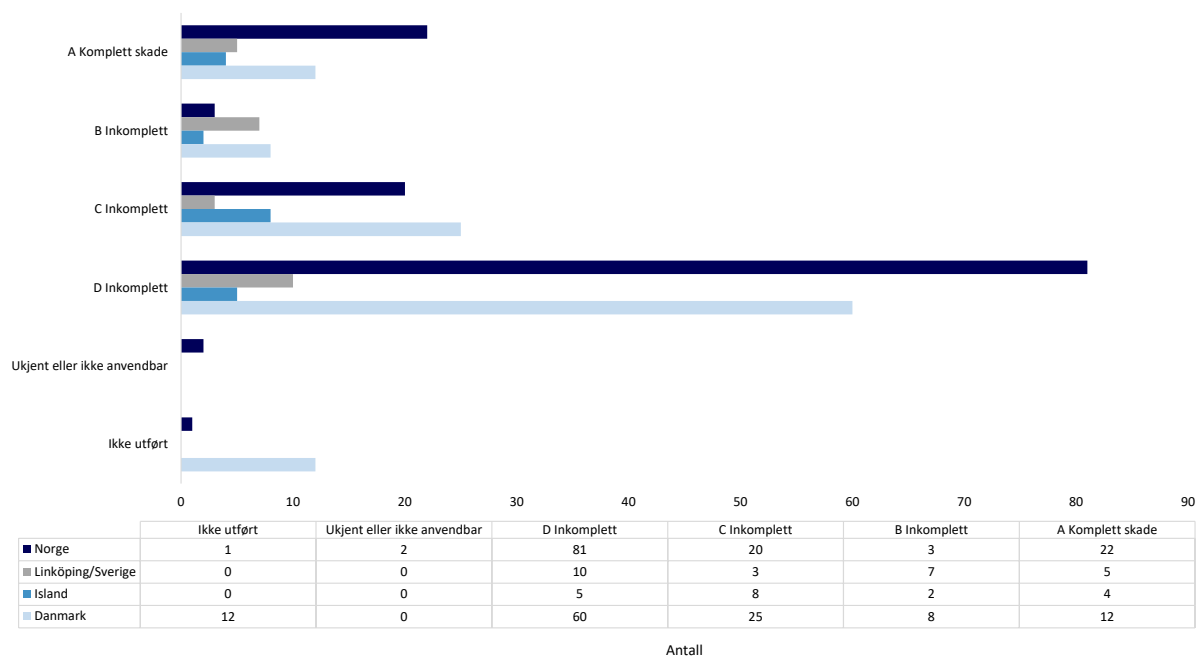 A Komplett skade
B Inkomplett
C Inkomplett
D Inkomplett
Ukjent eller ikke anvendbar
Ikke utført
0 10 20 30 40 50 60 70 80 90
Ikke utført Ukjent eller ikke anvendbar D Inkomplett C Inkomplett B Inkomplett A Komplett skade
Norge 1 2 81 20 3 22
Linköping/Sverige 0 0 10 3 7 5
Island 0 0 5 8 2 4
Danmark 12 0 60 25 8 12
Antall